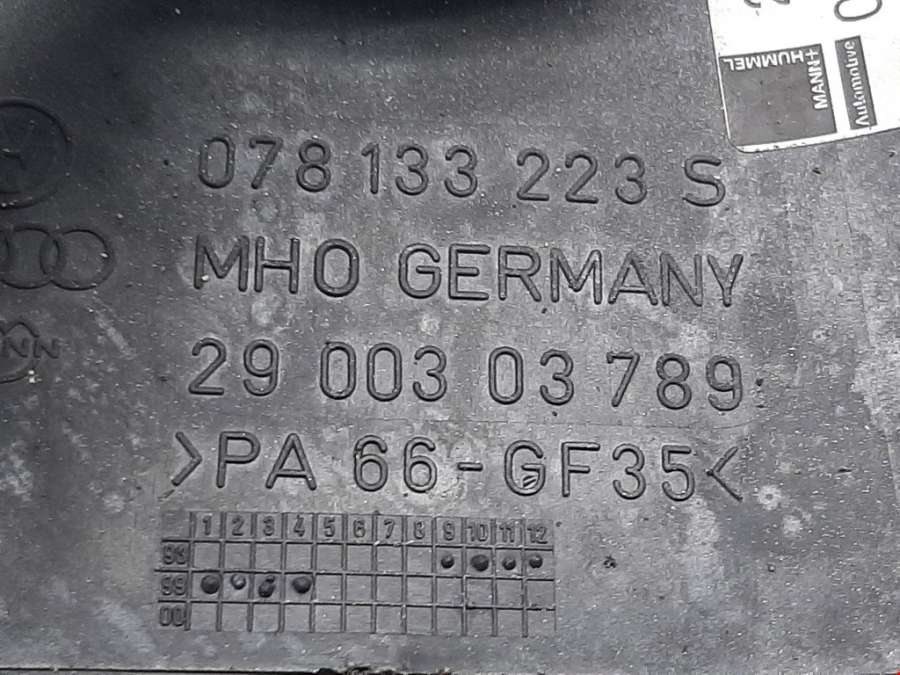 MANN+
HUMMEL
Automotive
078 133 223 S
MHO GERMANY
29 003 03 789
>PA 66-GF35<
1 2 3 4 5 6 7 8 9 10 11 12
99
00